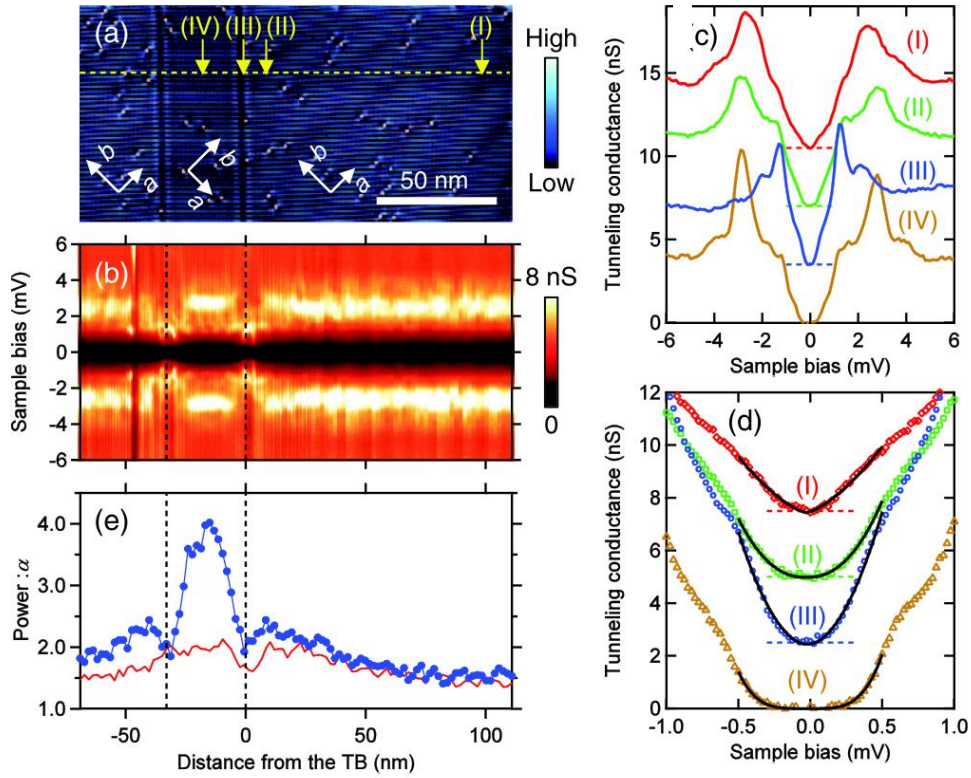 (a)
(IV) (III) (II) (I)
b
a
b
a
b
a
50 nm
High
Low
(b)
Sample bias (mV)
6
4
2
0
-2
-4
-6
8 nS
0
(e)
Power : α
4.0
3.0
2.0
1.0
-50 0 50 100
Distance from the TB (nm)
(c)
Tunneling conductance (nS)
15
10
5
0
(I)
(II)
(III)
(IV)
-6 -4 -2 0 2 4 6
Sample bias (mV)
(d)
Tunneling conductance (nS)
12
10
8
6
4
2
0
(I)
(II)
(III)
(IV)
-1.0 -0.5 0.0 0.5 1.0
Sample bias (mV)